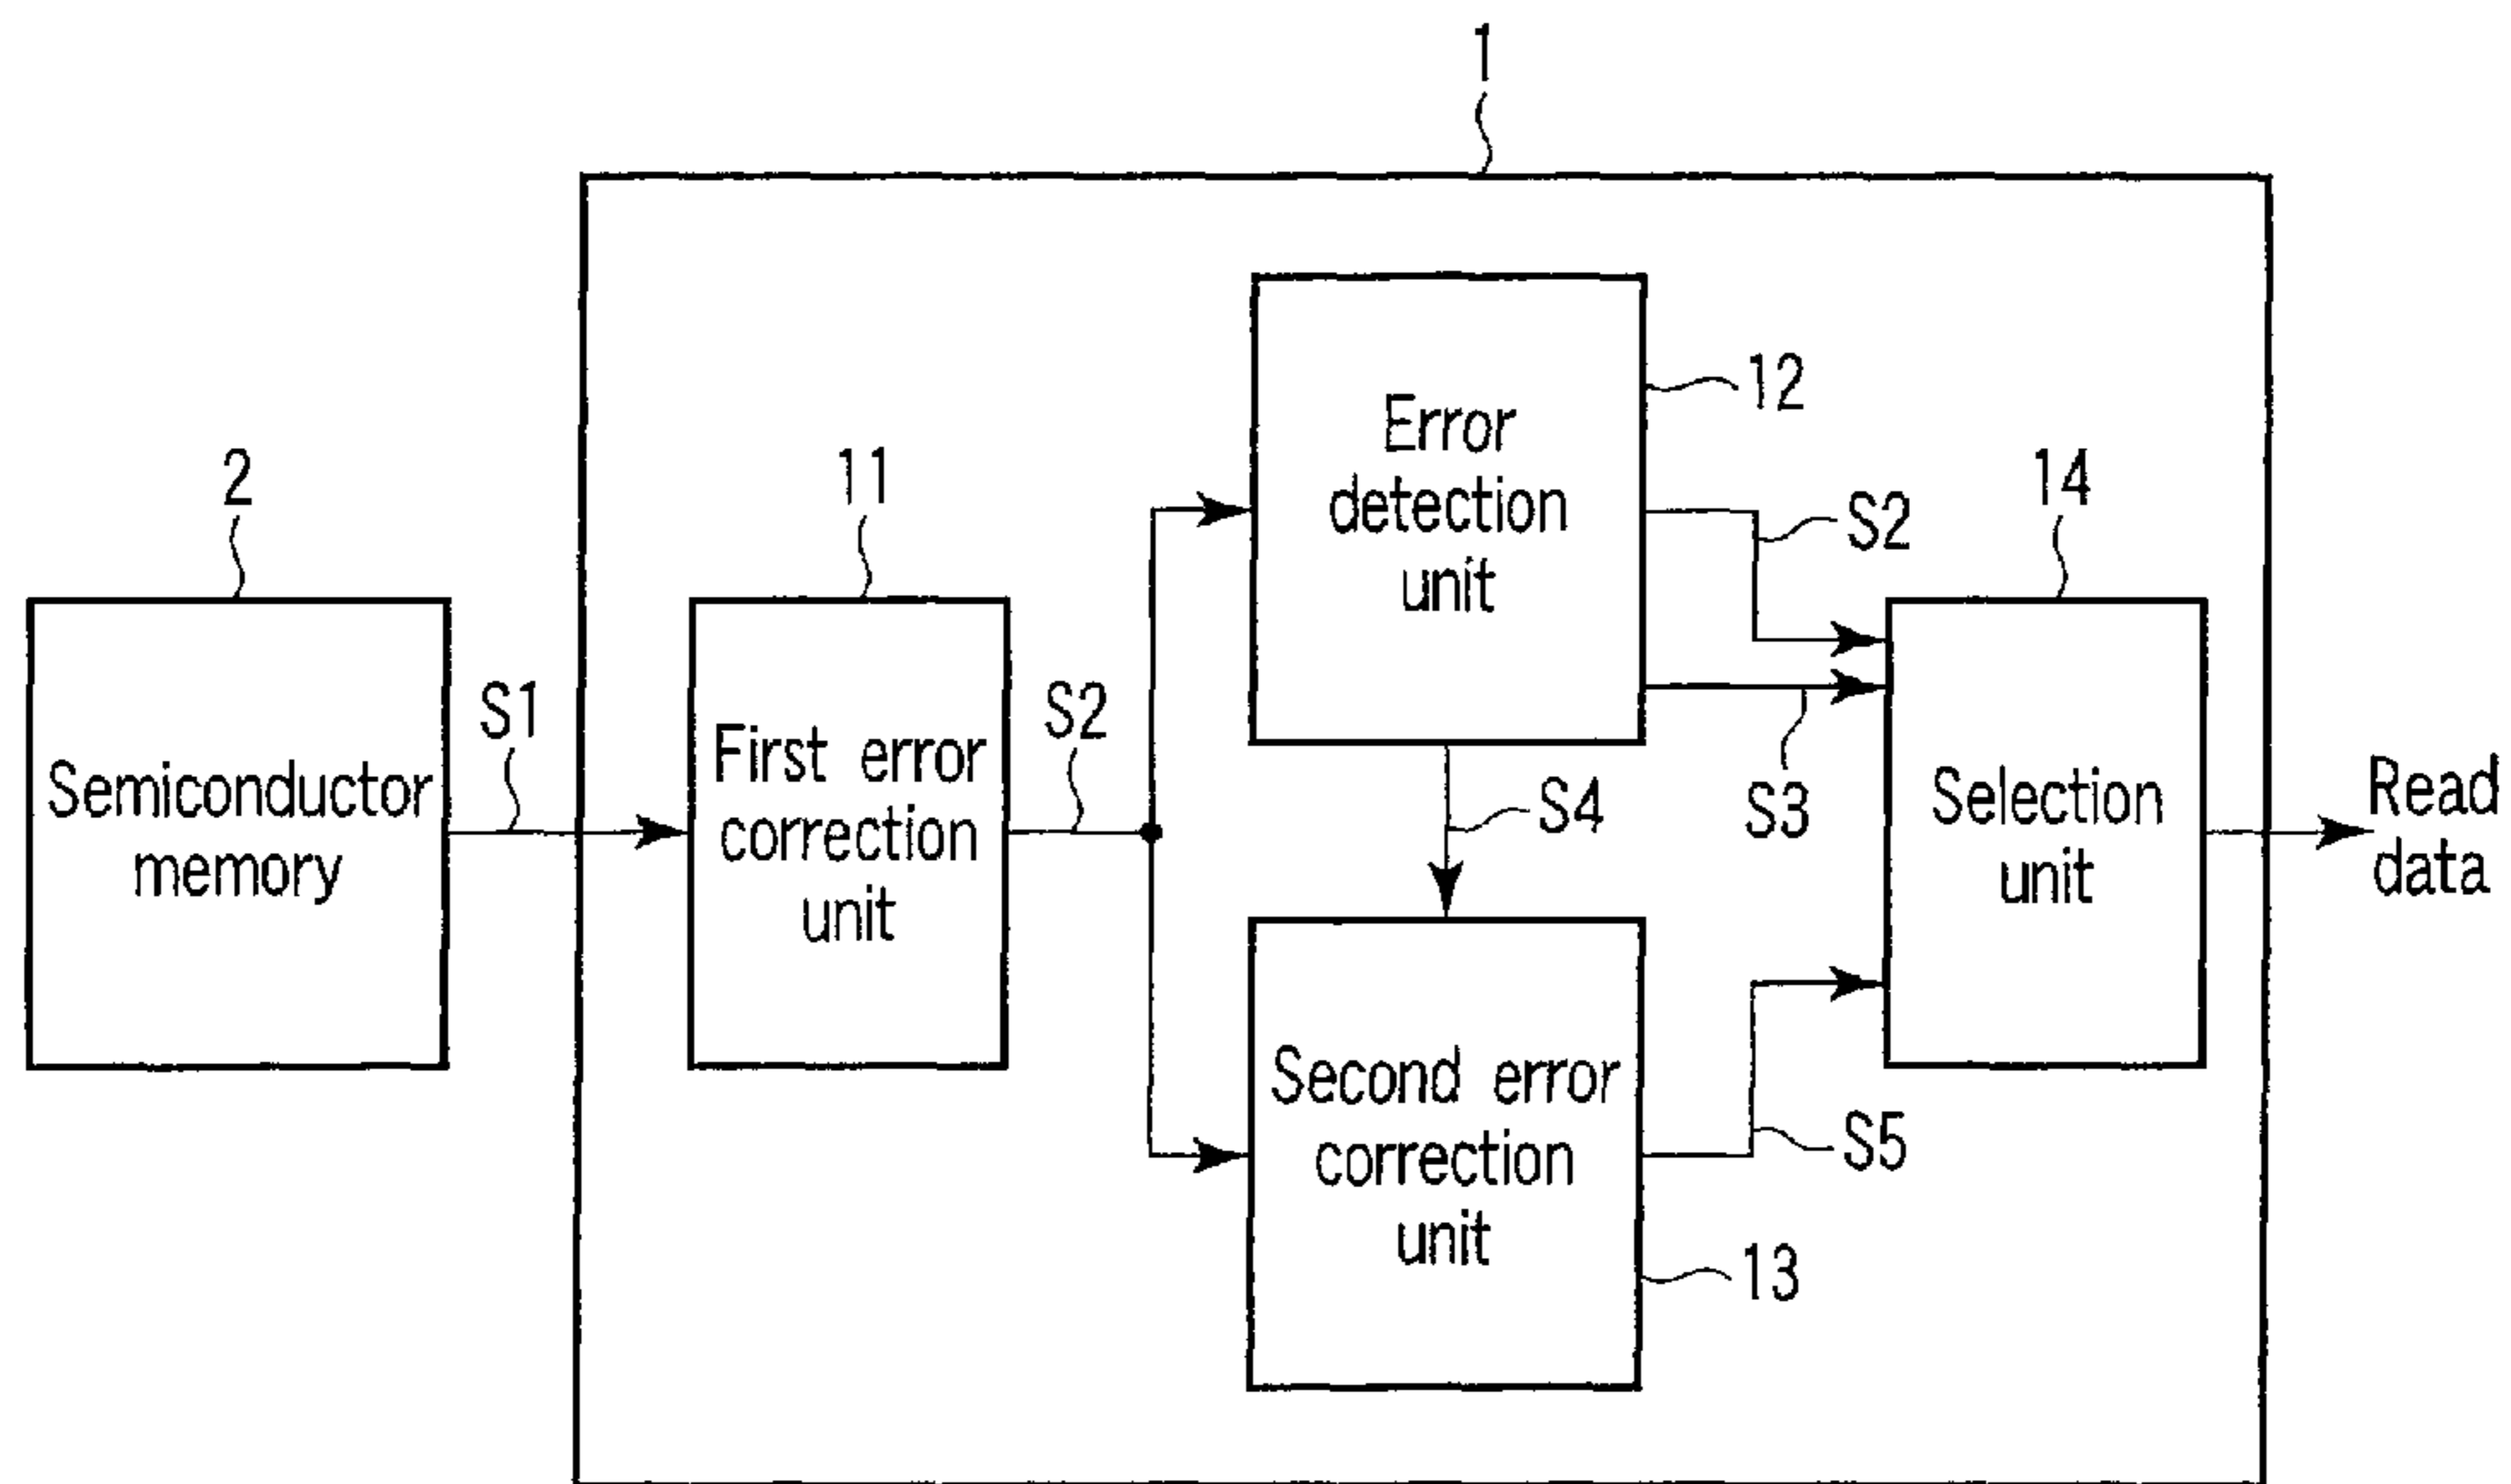 1
2
Semiconductor
memory
S1
11
First error
correction
unit
S2
12
Error
detection
unit
S2
S3
S4
13
Second error
correction
unit
S5
14
Selection
unit
Read
data